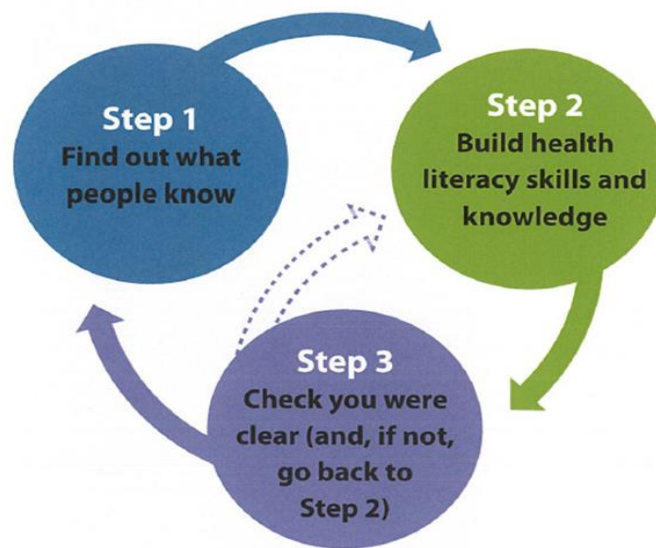 Step 1
Find out what
people know
Step 2
Build health
literacy skills and
knowledge
Step 3
Check you were
clear (and, if not,
go back to
Step 2)